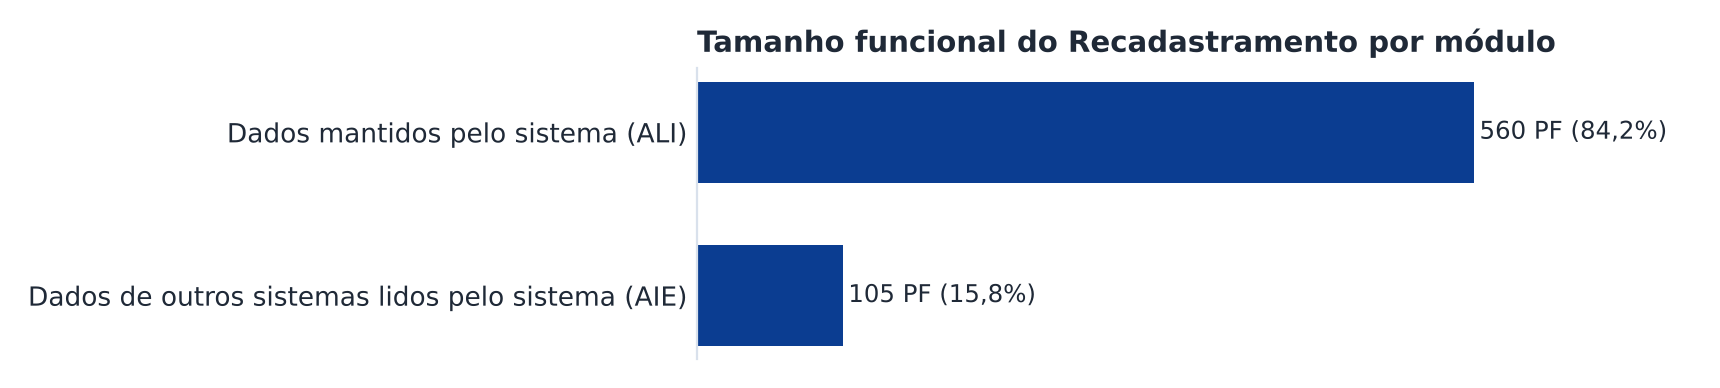 Tamanho funcional do Recadastramento por módulo
Dados mantidos pelo sistema (ALI)
560 PF (84,2%)
Dados de outros sistemas lidos pelo sistema (AIE)
105 PF (15,8%)